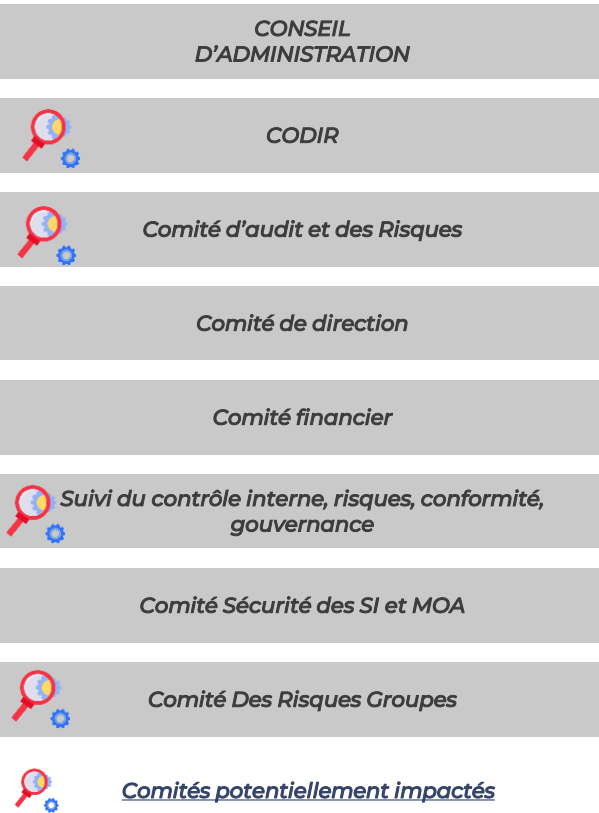 CONSEIL
D’ADMINISTRATION
CODIR
Comité d’audit et des Risques
Comité de direction
Comité financier
Suivi du contrôle interne, risques, conformité,
gouvernance
Comité Sécurité des SI et MOA
Comité Des Risques Groupes
Comités potentiellement impactés